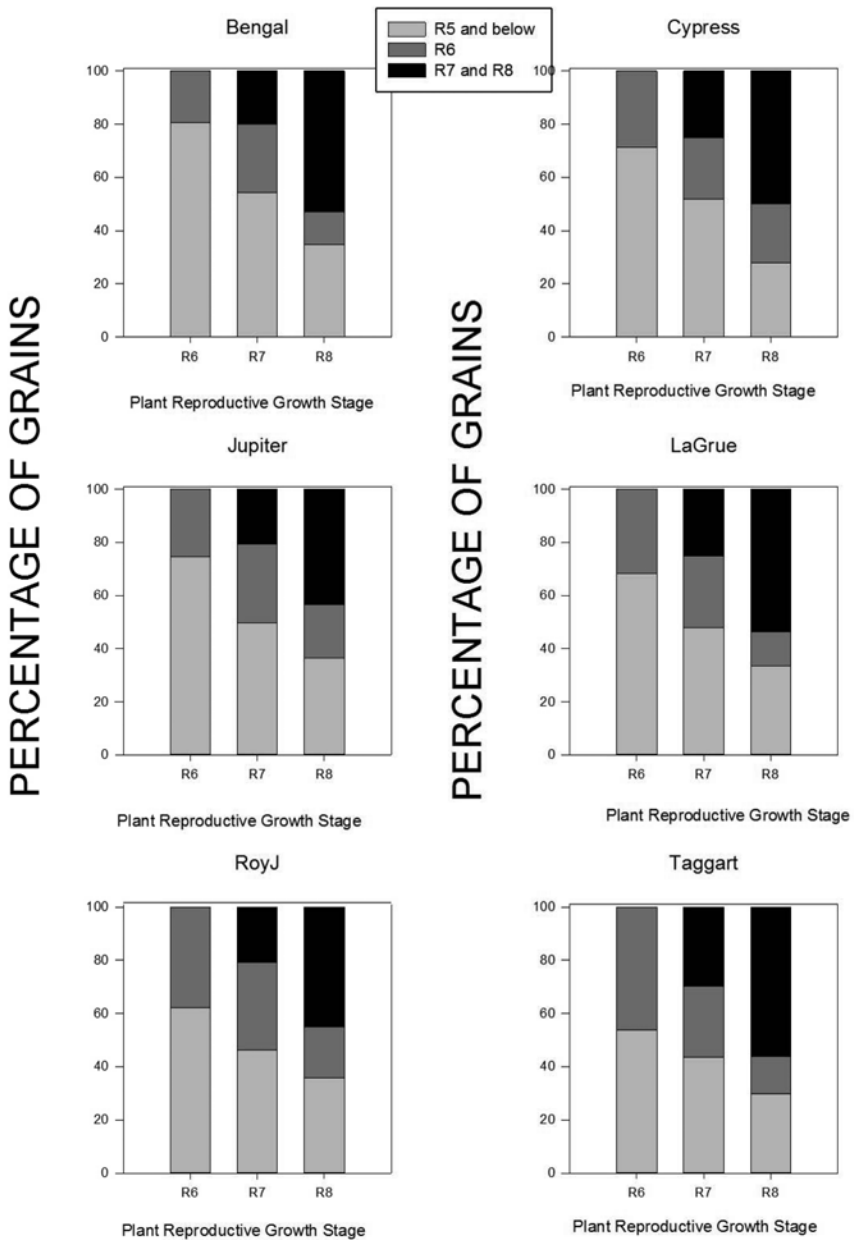 Bengal
R5 and below
R6
R7 and R8
Cypress
PERCENTAGE OF GRAINS
100
80
60
40
20
0
R6 R7 R8
Plant Reproductive Growth Stage
PERCENTAGE OF GRAINS
100
80
60
40
20
0
R6 R7 R8
Plant Reproductive Growth Stage
Jupiter
100
80
60
40
20
0
R6 R7 R8
Plant Reproductive Growth Stage
LaGrue
100
80
60
40
20
0
R6 R7 R8
Plant Reproductive Growth Stage
RoyJ
100
80
60
40
20
0
R6 R7 R8
Plant Reproductive Growth Stage
Taggart
100
80
60
40
20
0
R6 R7 R8
Plant Reproductive Growth Stage